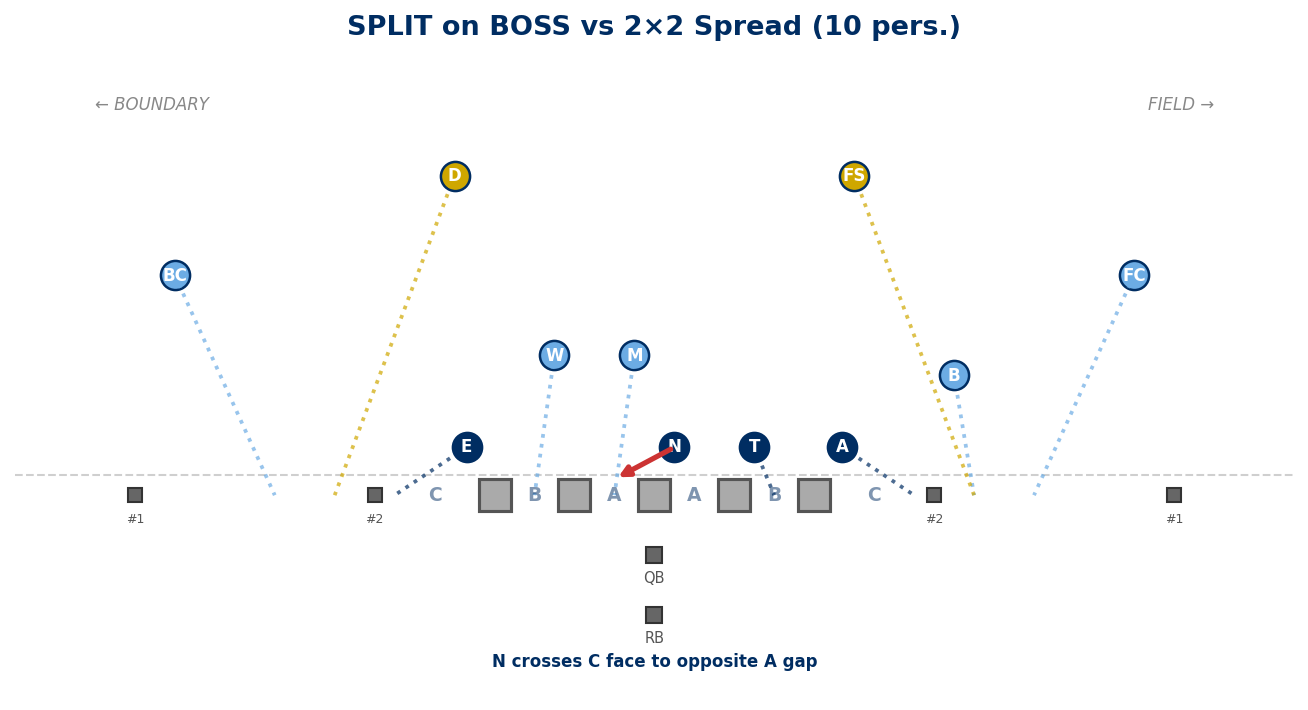 SPLIT on BOSS vs 2×2 Spread (10 pers.)
← BOUNDARY
FIELD →
D
FS
BC
FC
W
M
B
E
N
T
A
C
B
A
A
B
C
#1
#2
#2
#1
QB
RB
N crosses C face to opposite A gap